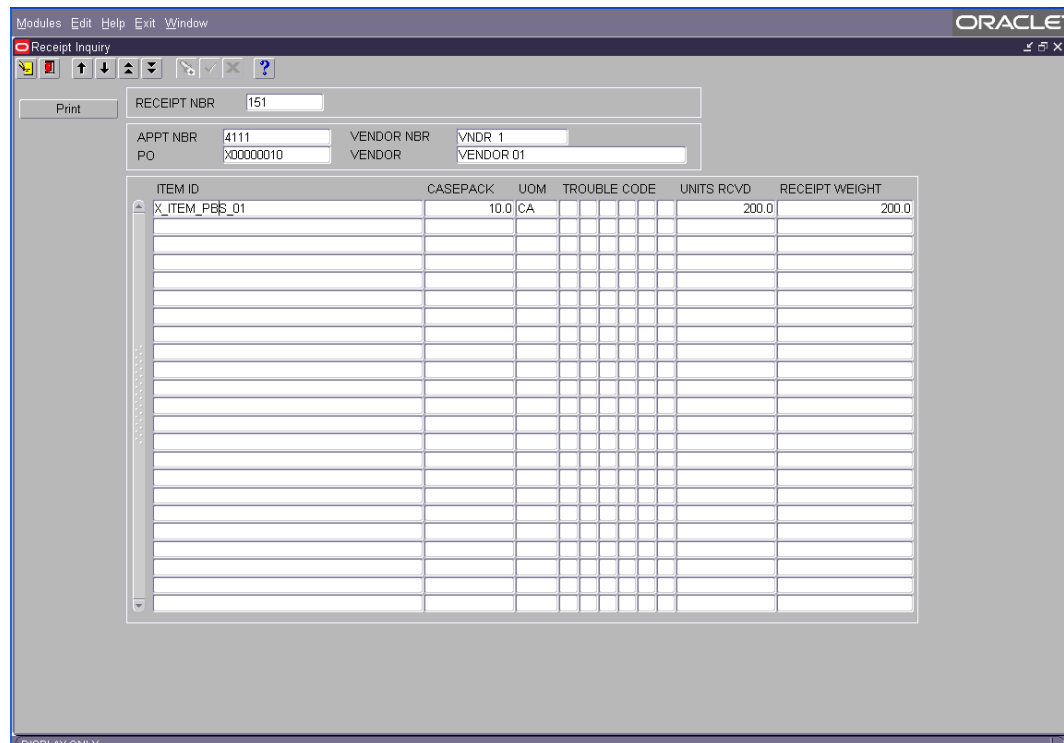 Modules Edit Help Exit Window
ORACLE
Receipt Inquiry
Print
RECEIPT NBR 151
APPT NBR 4111 VENDOR NBR VNDR 1
PO X00000010 VENDOR VENDOR 01
ITEM ID CASEPACK UOM TROUBLE CODE UNITS RCVD RECEIPT WEIGHT
X_ITEM_PBS_01 10.0 CA 200.0 200.0
DISPLAY ONLY